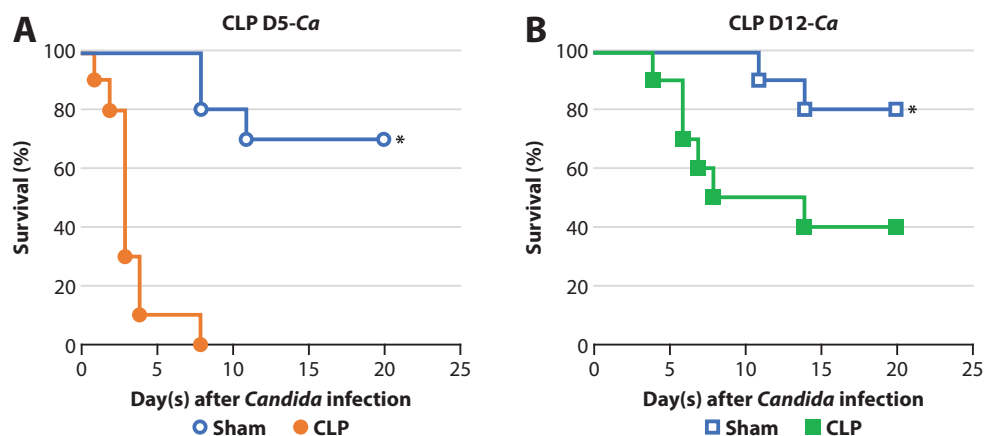 A
CLP D5-Ca
Survival (%)
100
80
60
40
20
0
*
0 5 10 15 20 25
Day(s) after Candida infection
Sham CLP
B
CLP D12-Ca
Survival (%)
100
80
60
40
20
0
*
0 5 10 15 20 25
Day(s) after Candida infection
Sham CLP